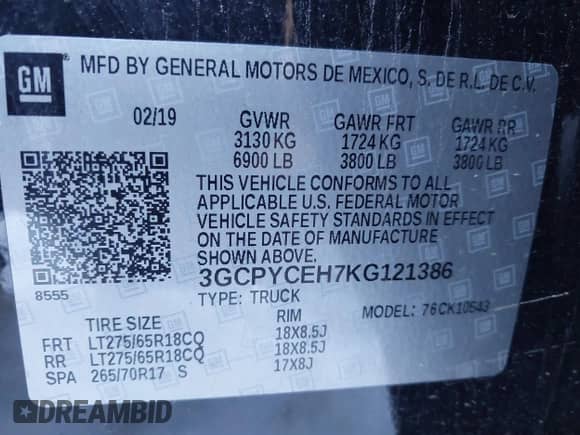 GM
MFD BY GENERAL MOTORS DE MEXICO, S. DE R.L. DE C.V.
02/19 GVWR GAWR FRT GAWR RR
3130 KG 1724 KG 1724 KG
6900 LB 3800 LB 3800 LB
THIS VEHICLE CONFORMS TO ALL
APPLICABLE U.S. FEDERAL MOTOR
VEHICLE SAFETY STANDARDS IN EFFECT
ON THE DATE OF MANUFACTURE
SHOWN ABOVE.
3GCPYCEH7KG121386
8555 TYPE: TRUCK MODEL: 76CK10543
TIRE SIZE RIM
FRT LT275/65R18CQ 18X8.5J
RR LT275/65R18CQ 18X8.5J
SPA 265/70R17 S 17X8J
DREAMBID